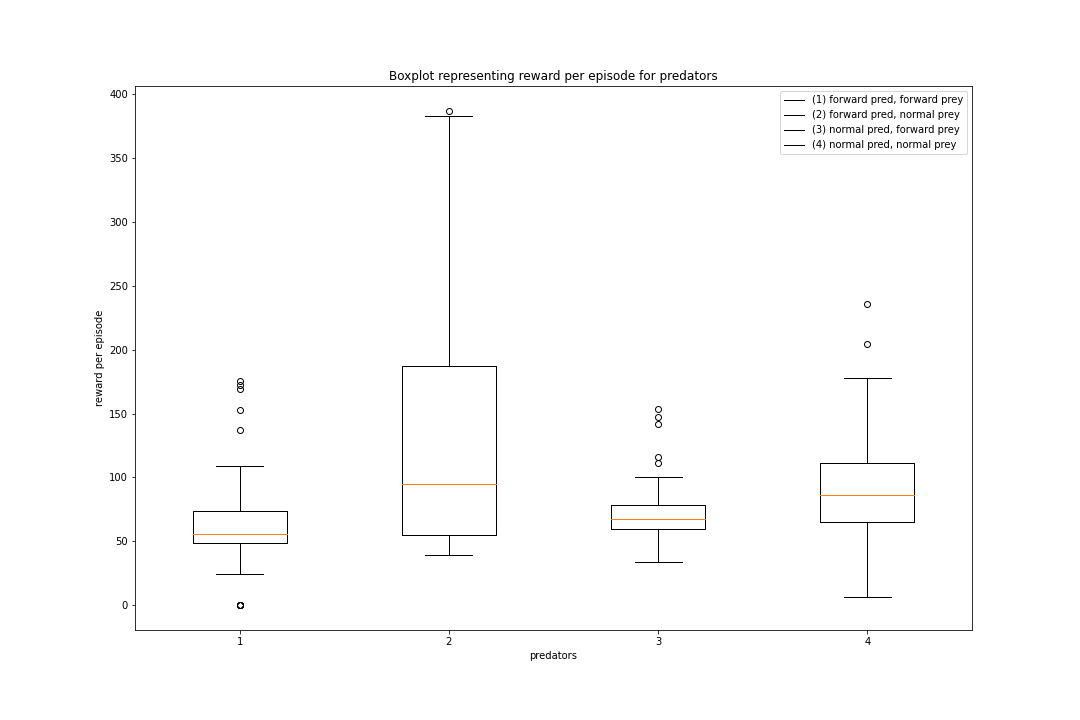 Boxplot representing reward per episode for predators
(1) forward pred, forward prey
(2) forward pred, normal prey
(3) normal pred, forward prey
(4) normal pred, normal prey
reward per episode
400
350
300
250
200
150
100
50
0
1 2 3 4
predators